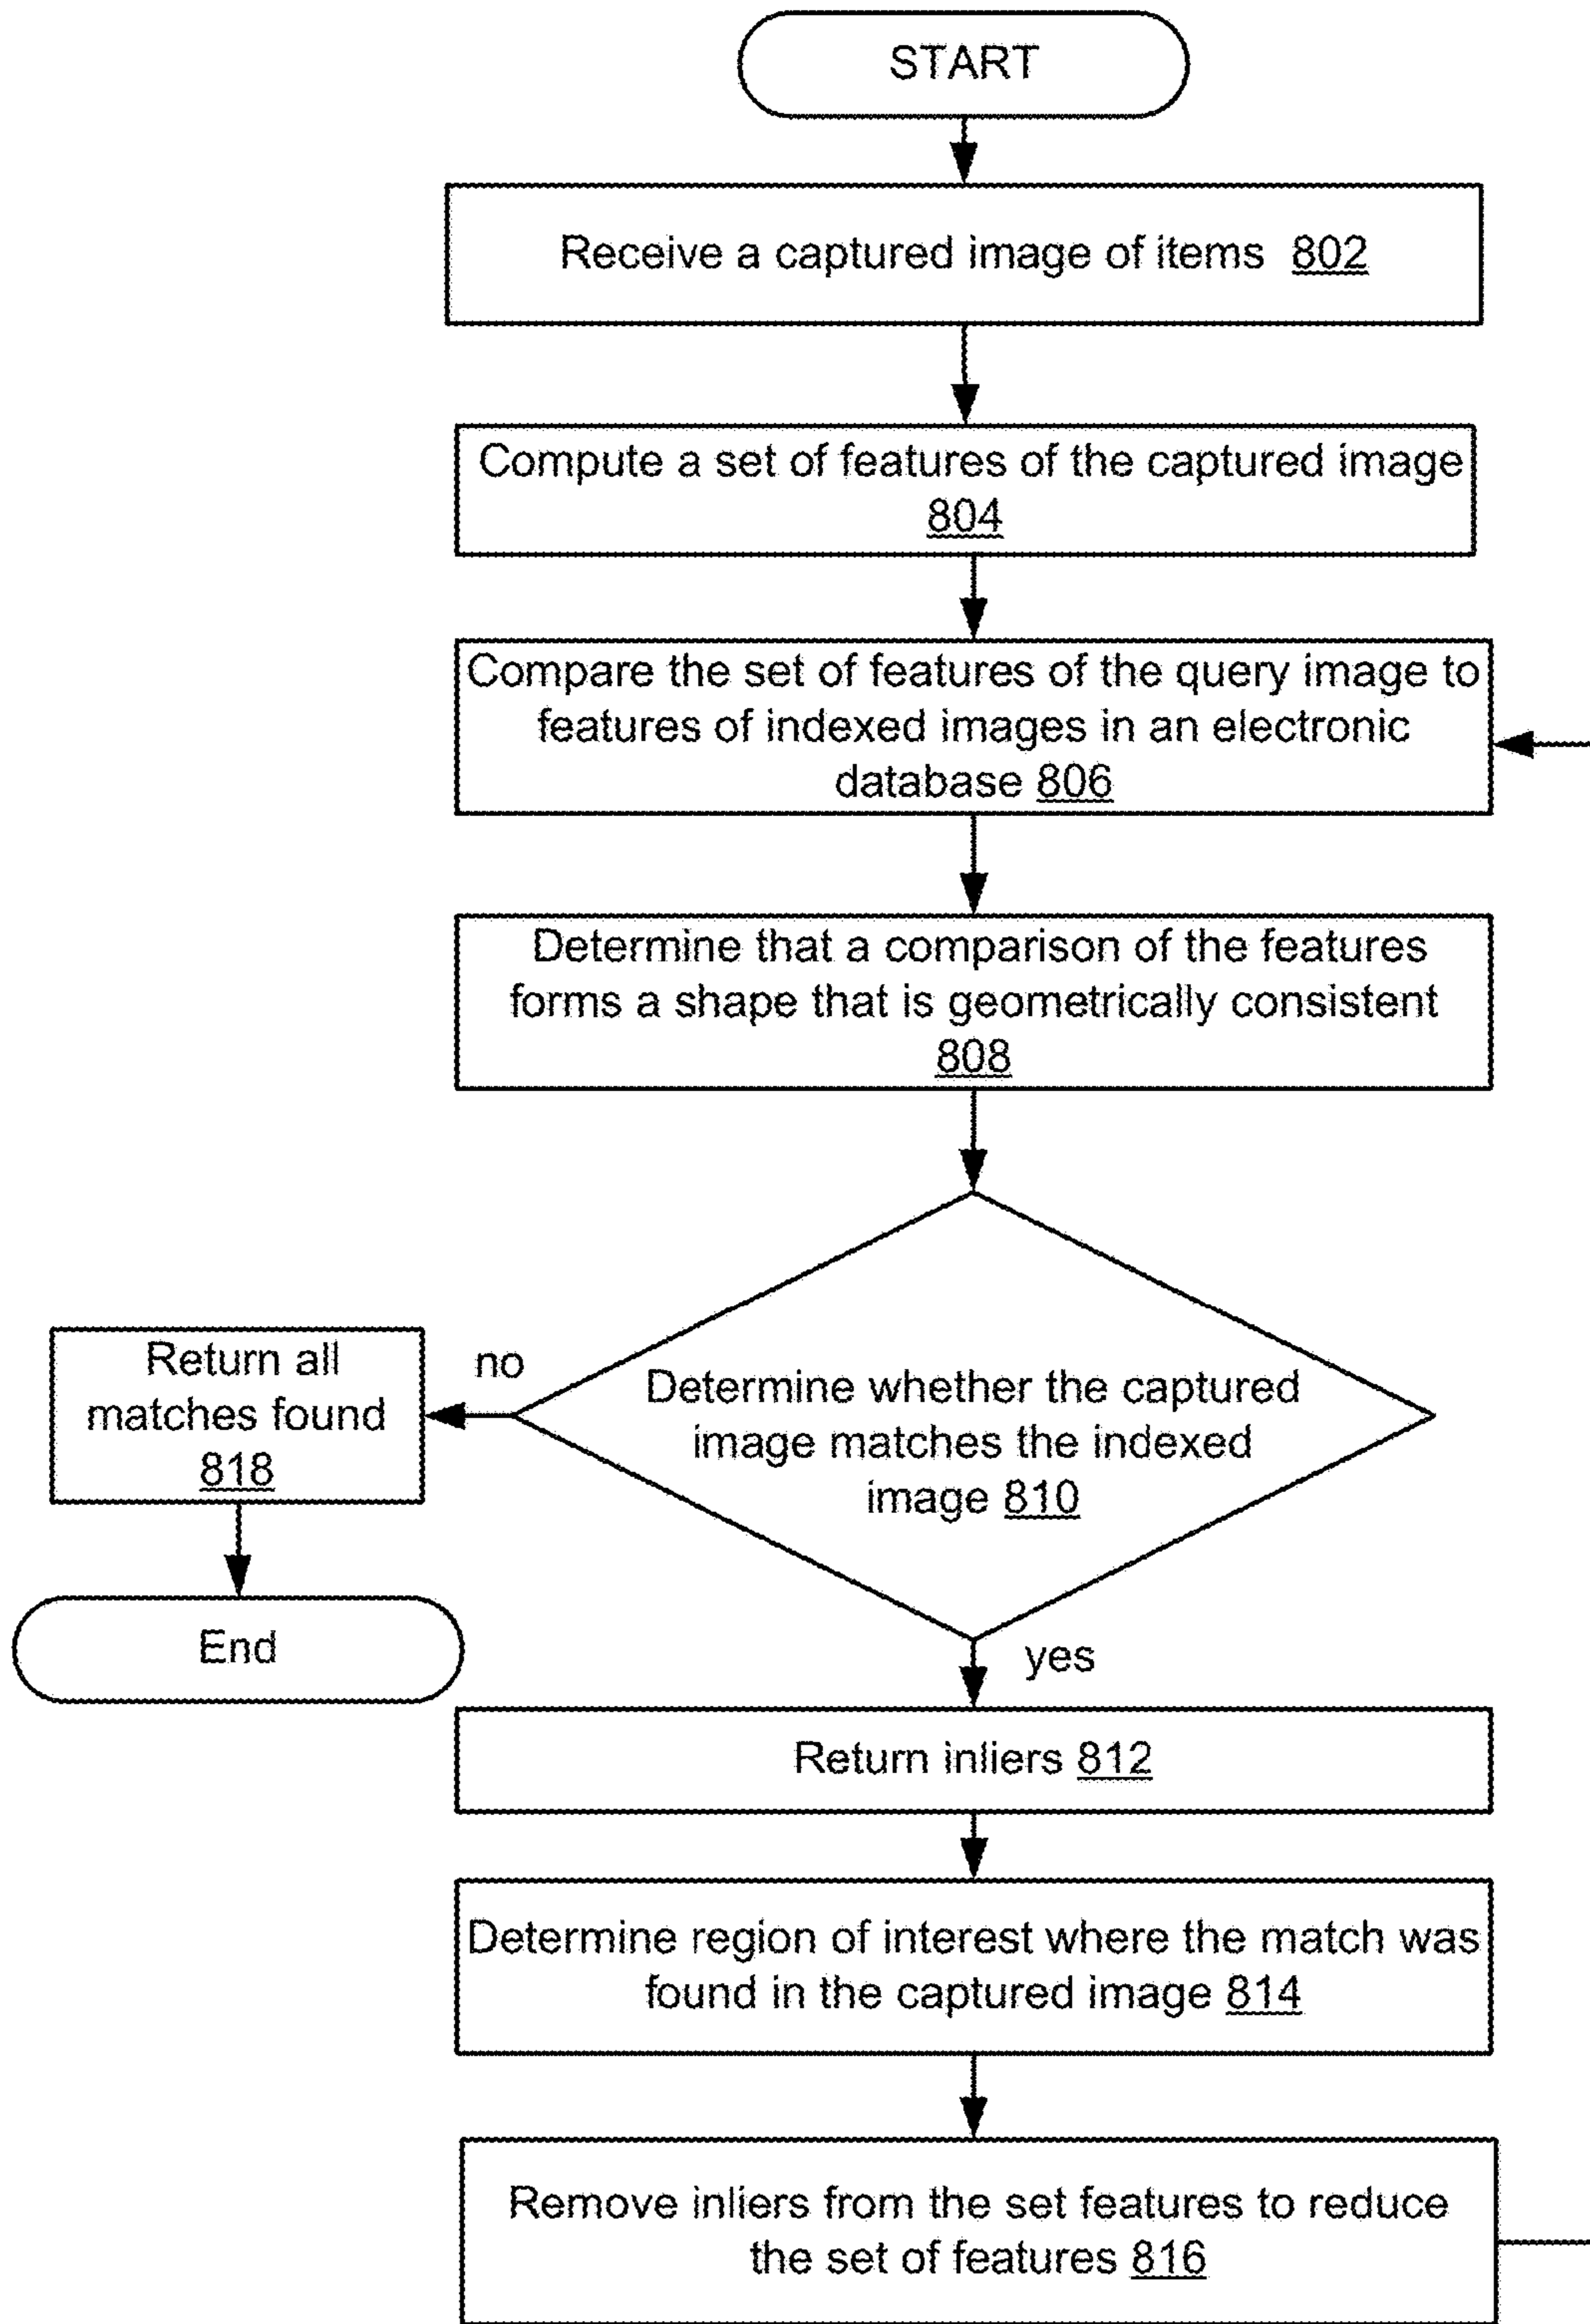 START
Receive a captured image of items 802
Compute a set of features of the captured image
804
Compare the set of features of the query image to
features of indexed images in an electronic
database 806
Determine that a comparison of the features
forms a shape that is geometrically consistent
808
Determine whether the captured
image matches the indexed
image 810
no
Return all
matches found
818
End
yes
Return inliers 812
Determine region of interest where the match was
found in the captured image 814
Remove inliers from the set features to reduce
the set of features 816